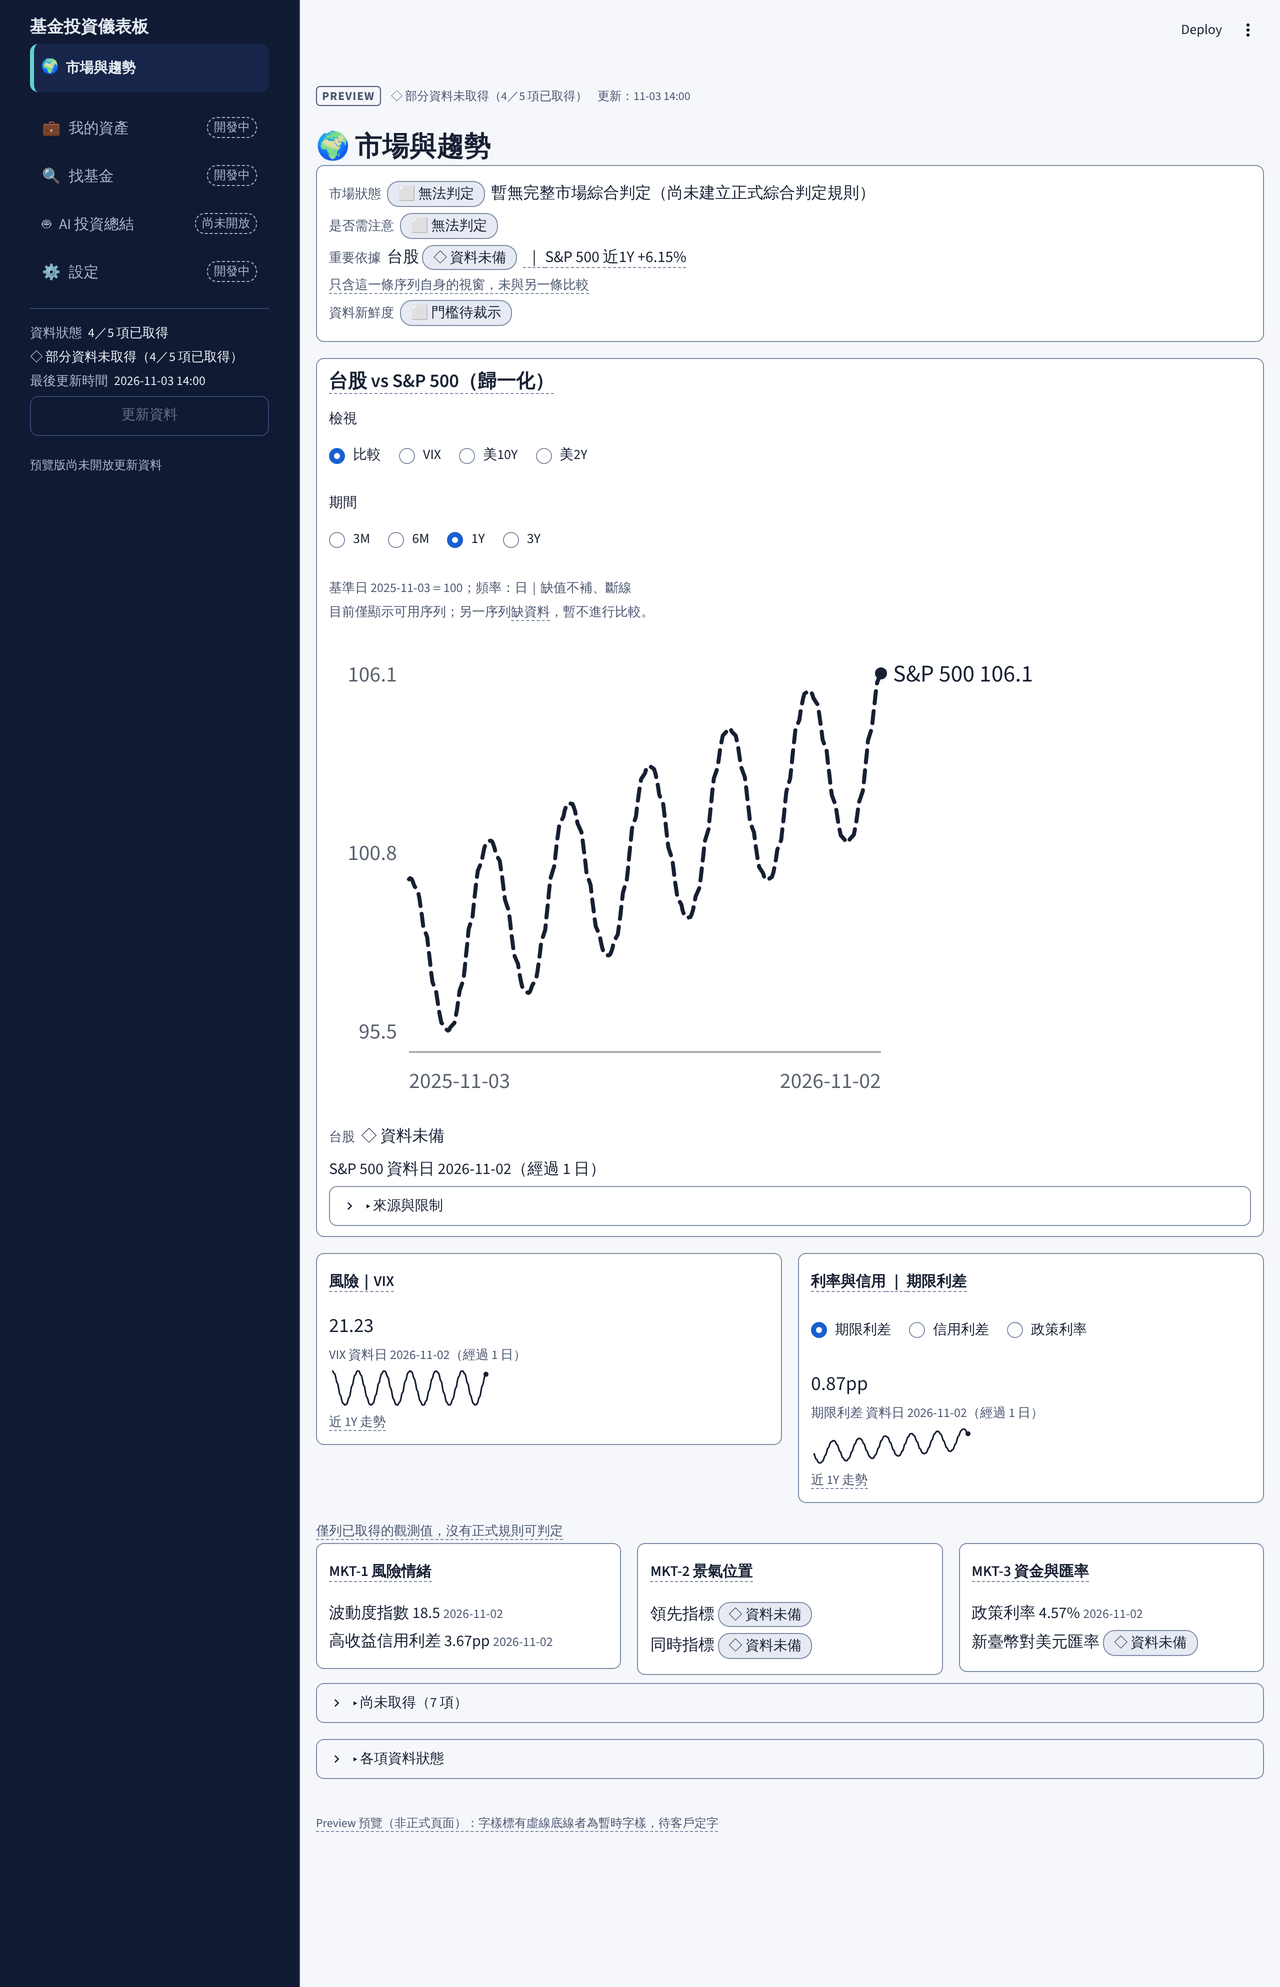 基金投資儀表板
市場與趨勢
我的資產 開發中
找基金 開發中
AI 投資總結 尚未開放
設定 開發中
資料狀態 4／5 項已取得
◇ 部分資料未取得（4／5 項已取得）
最後更新時間 2026-11-03 14:00
更新資料
預覽版尚未開放更新資料
Deploy
PREVIEW ◇ 部分資料未取得（4／5 項已取得） 更新：11-03 14:00
市場與趨勢
市場狀態 無法判定 暫無完整市場綜合判定（尚未建立正式綜合判定規則）
是否需注意 無法判定
重要依據 台股 ◇ 資料未備 ｜ S&P 500 近1Y +6.15%
只含這一條序列自身的視窗，未與另一條比較
資料新鮮度 門檻待裁示
台股 vs S&P 500（歸一化）
檢視
比較 VIX 美10Y 美2Y
期間
3M 6M 1Y 3Y
基準日 2025-11-03 = 100；頻率：日｜缺值不補、斷線
目前僅顯示可用序列；另一序列缺資料，暫不進行比較。
106.1
S&P 500 106.1
100.8
95.5
2025-11-03 2026-11-02
台股 ◇ 資料未備
S&P 500 資料日 2026-11-02（經過 1 日）
▸ 來源與限制
風險｜VIX
21.23
VIX 資料日 2026-11-02（經過 1 日）
近 1Y 走勢
利率與信用｜期限利差
期限利差 信用利差 政策利率
0.87pp
期限利差 資料日 2026-11-02（經過 1 日）
近 1Y 走勢
僅列已取得的觀測值，沒有正式規則可判定
MKT-1 風險情緒
波動度指數 18.5 2026-11-02
高收益信用利差 3.67pp 2026-11-02
MKT-2 景氣位置
領先指標 ◇ 資料未備
同時指標 ◇ 資料未備
MKT-3 資金與匯率
政策利率 4.57% 2026-11-02
新臺幣對美元匯率 ◇ 資料未備
▸ 尚未取得（7 項）
▸ 各項資料狀態
Preview 預覽（非正式頁面）：字樣標有虛線底線者為暫時字樣，待客戶定字